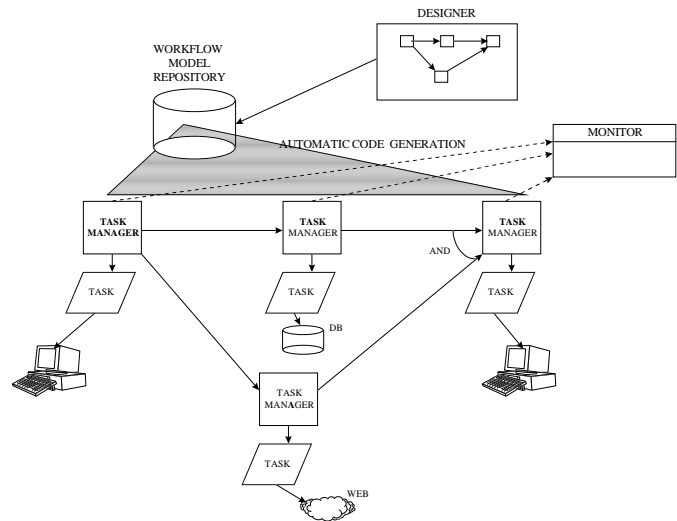 DESIGNER
WORKFLOW
MODEL
REPOSITORY
AUTOMATIC CODE GENERATION
MONITOR
TASK
MANAGER
TASK
MANAGER
TASK
MANAGER
AND
TASK
TASK
TASK
DB
TASK
MANAGER
TASK
WEB